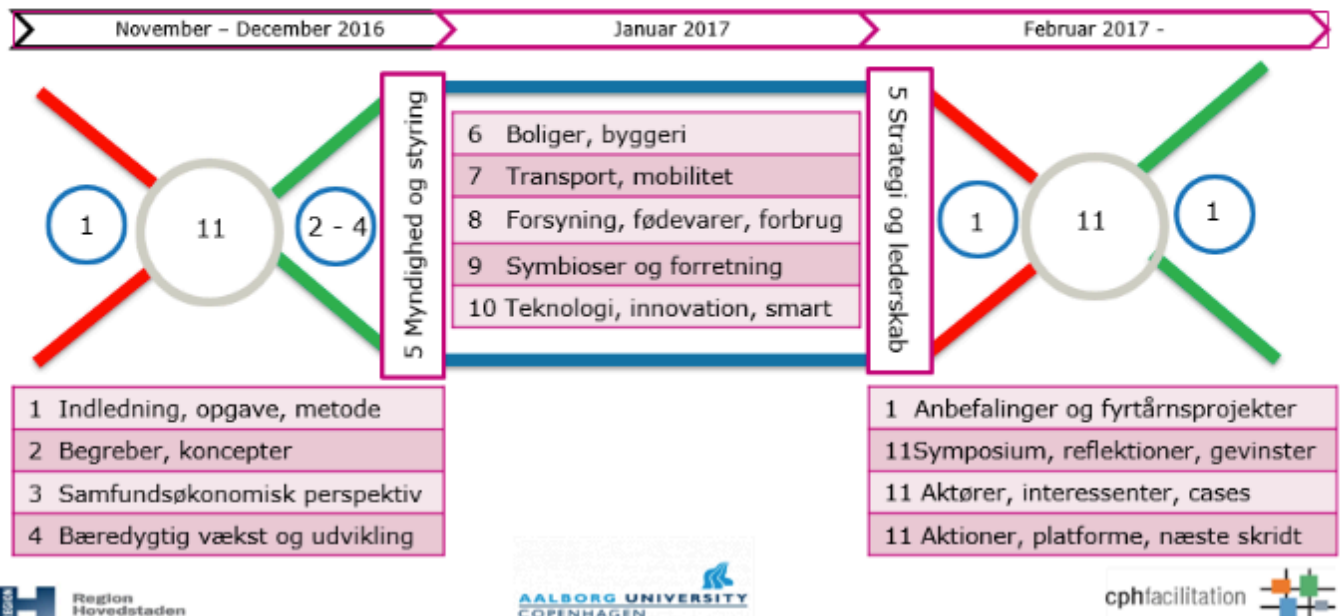 November – December 2016
Januar 2017
Februar 2017 -
1
11
2 - 4
5 Myndighed og styring
6 Boliger, byggeri
7 Transport, mobilitet
8 Forsyning, fødevarer, forbrug
9 Symbioser og forretning
10 Teknologi, innovation, smart
5 Strategi og lederskab
1
11
1
1 Indledning, opgave, metode
2 Begreber, koncepter
3 Samfundsøkonomisk perspektiv
4 Bæredygtig vækst og udvikling
1 Anbefalinger og fyrtårnsprojekter
11Symposium, reflektioner, gevinster
11 Aktører, interessenter, cases
11 Aktioner, platforme, næste skridt
REGION
Region
Hovedstaden
AALBORG UNIVERSITY
COPENHAGEN
cphfacilitation